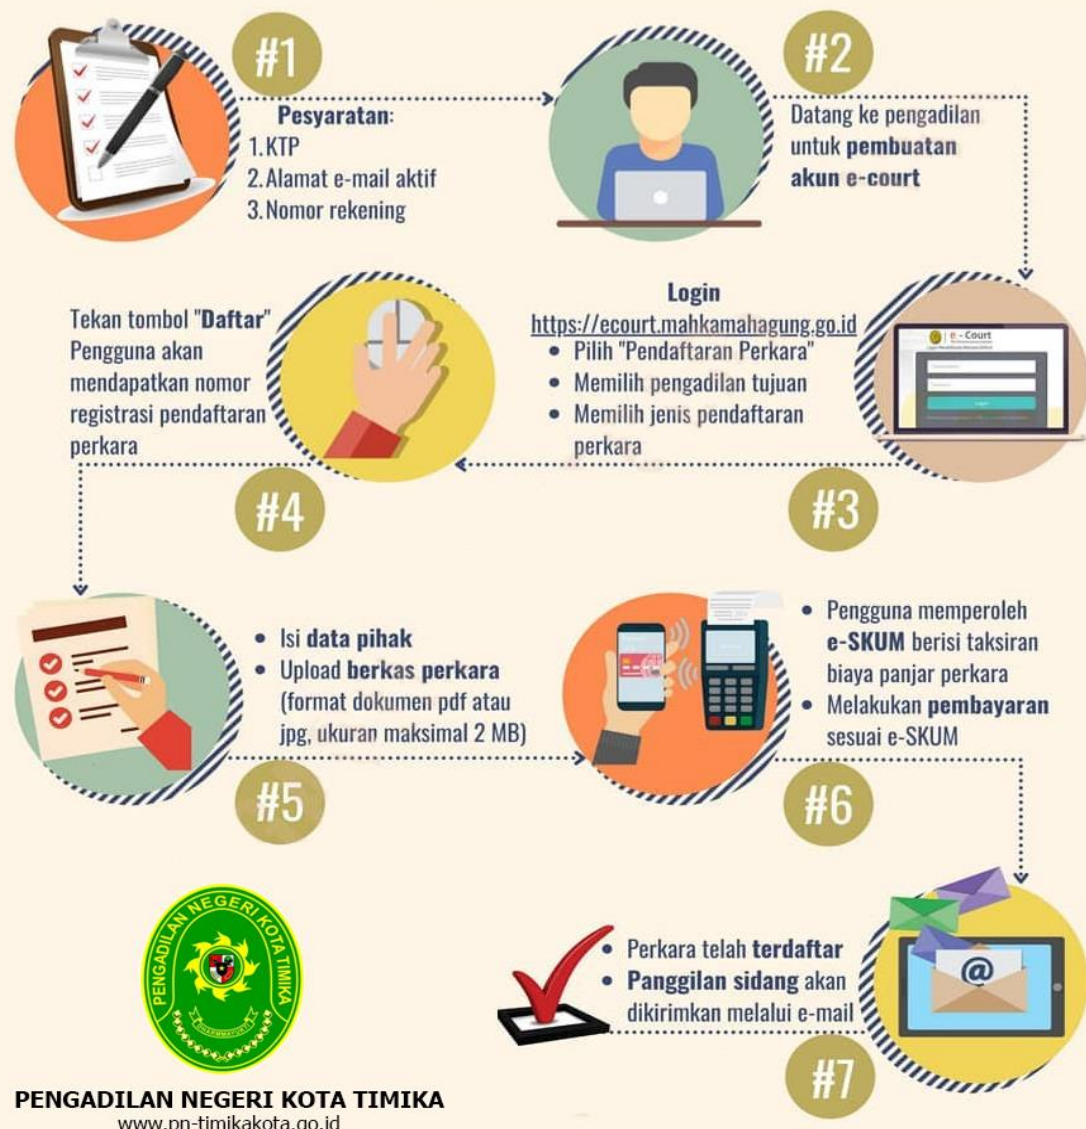 #1
Pesyaratan:
1.KTP
2.Alamat e-mail aktif
3.Nomor rekening
#2
Datang ke pengadilan
untuk pembuatan
akun e-court
Login
https://ecourt.mahkamahagung.go.id
• Pilih "Pendaftaran Perkara"
• Memilih pengadilan tujuan
• Memilih jenis pendaftaran
perkara
e - Court
#3
Tekan tombol "Daftar"
Pengguna akan
mendapatkan nomor
registrasi pendaftaran
perkara
#4
• Isi data pihak
• Upload berkas perkara
(format dokumen pdf atau
jpg, ukuran maksimal 2 MB)
#5
• Pengguna memperoleh
e-SKUM berisi taksiran
biaya panjar perkara
• Melakukan pembayaran
sesuai e-SKUM
#6
• Perkara telah terdaftar
• Panggilan sidang akan
dikirimkan melalui e-mail
@
#7
PENGADILAN NEGERI KOTA TIMIKA
DHARMMAYUKTI
PENGADILAN NEGERI KOTA TIMIKA
www.pn-timikakota.go.id